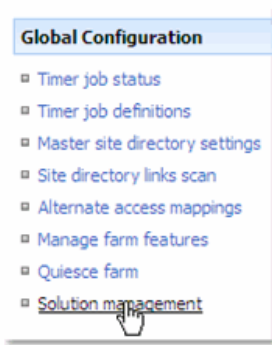 Global Configuration
Timer job status
Timer job definitions
Master site directory settings
Site directory links scan
Alternate access mappings
Manage farm features
Quiesce farm
Solution management